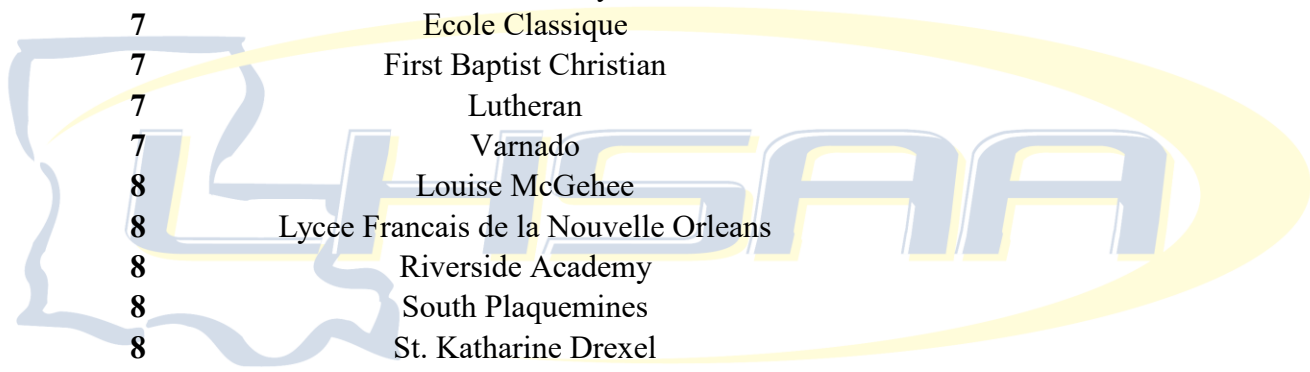 7 Ecole Classique
7 First Baptist Christian
7 Lutheran
7 Varnado
8 Louise McGehee
8 Lycee Francais de la Nouvelle Orleans
8 Riverside Academy
8 South Plaquemines
8 St. Katharine Drexel
LHSAA